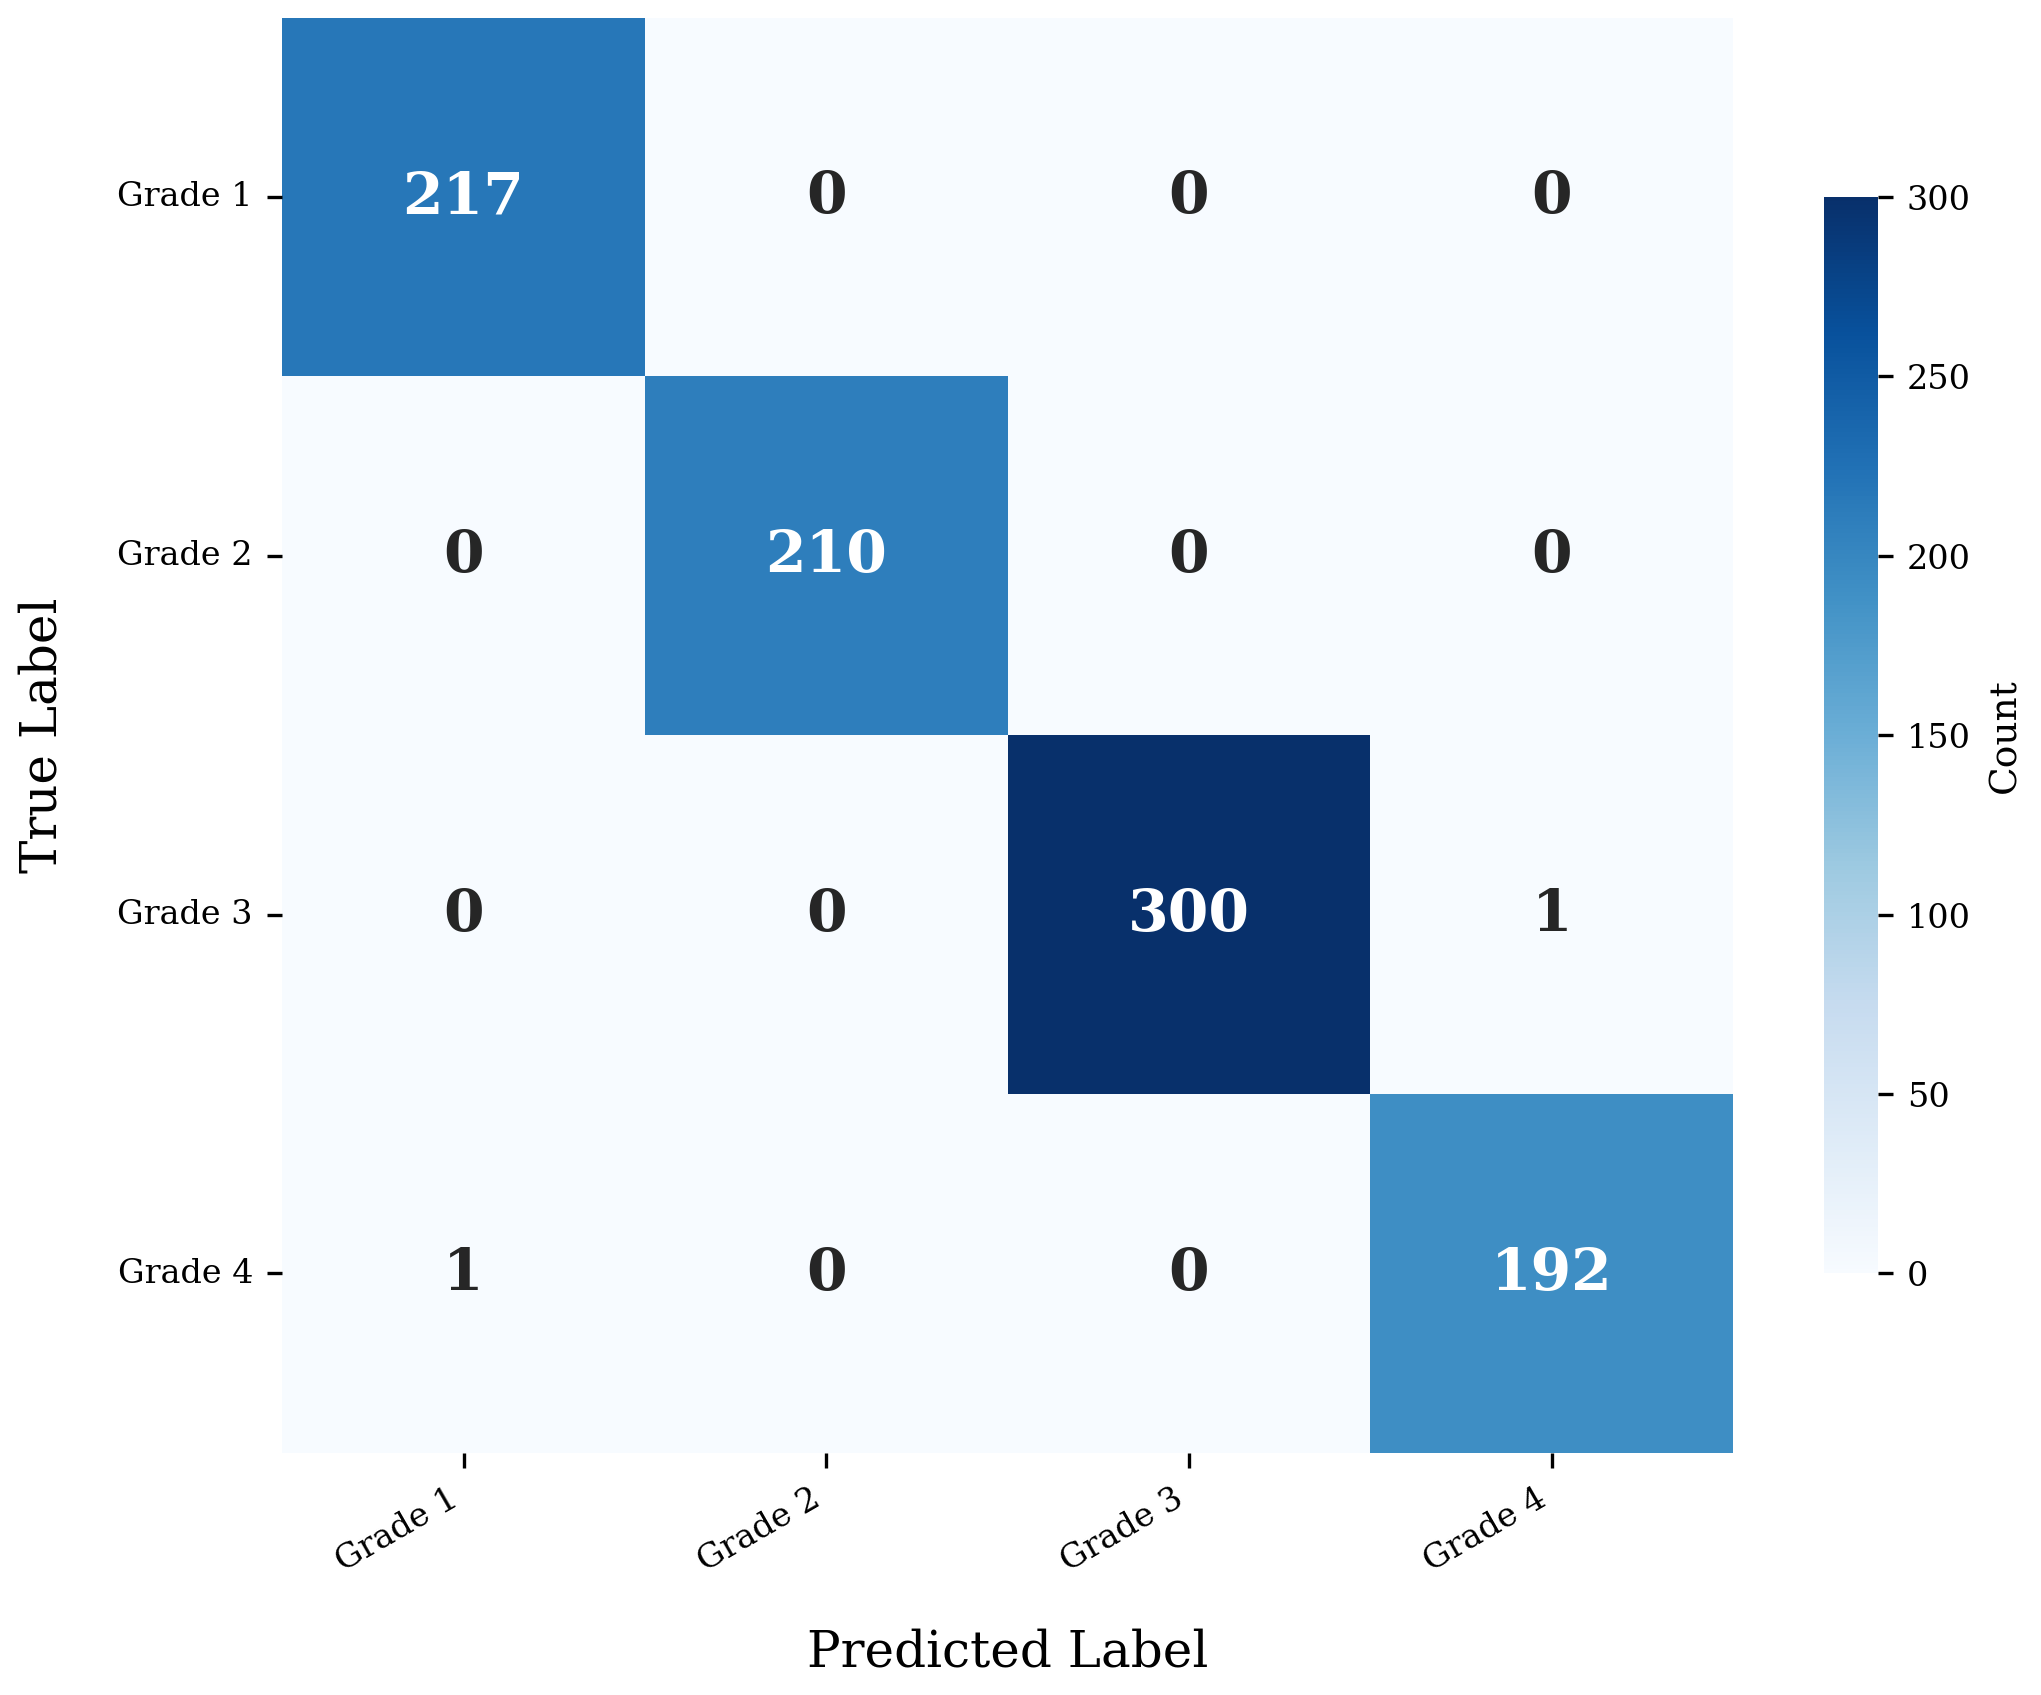 Grade 1 217 0 0 0
Grade 2 0 210 0 0
Grade 3 0 0 300 1
Grade 4 1 0 0 192
True Label
Grade 1 Grade 2 Grade 3 Grade 4
Predicted Label
300
250
200
150
100
50
0
Count